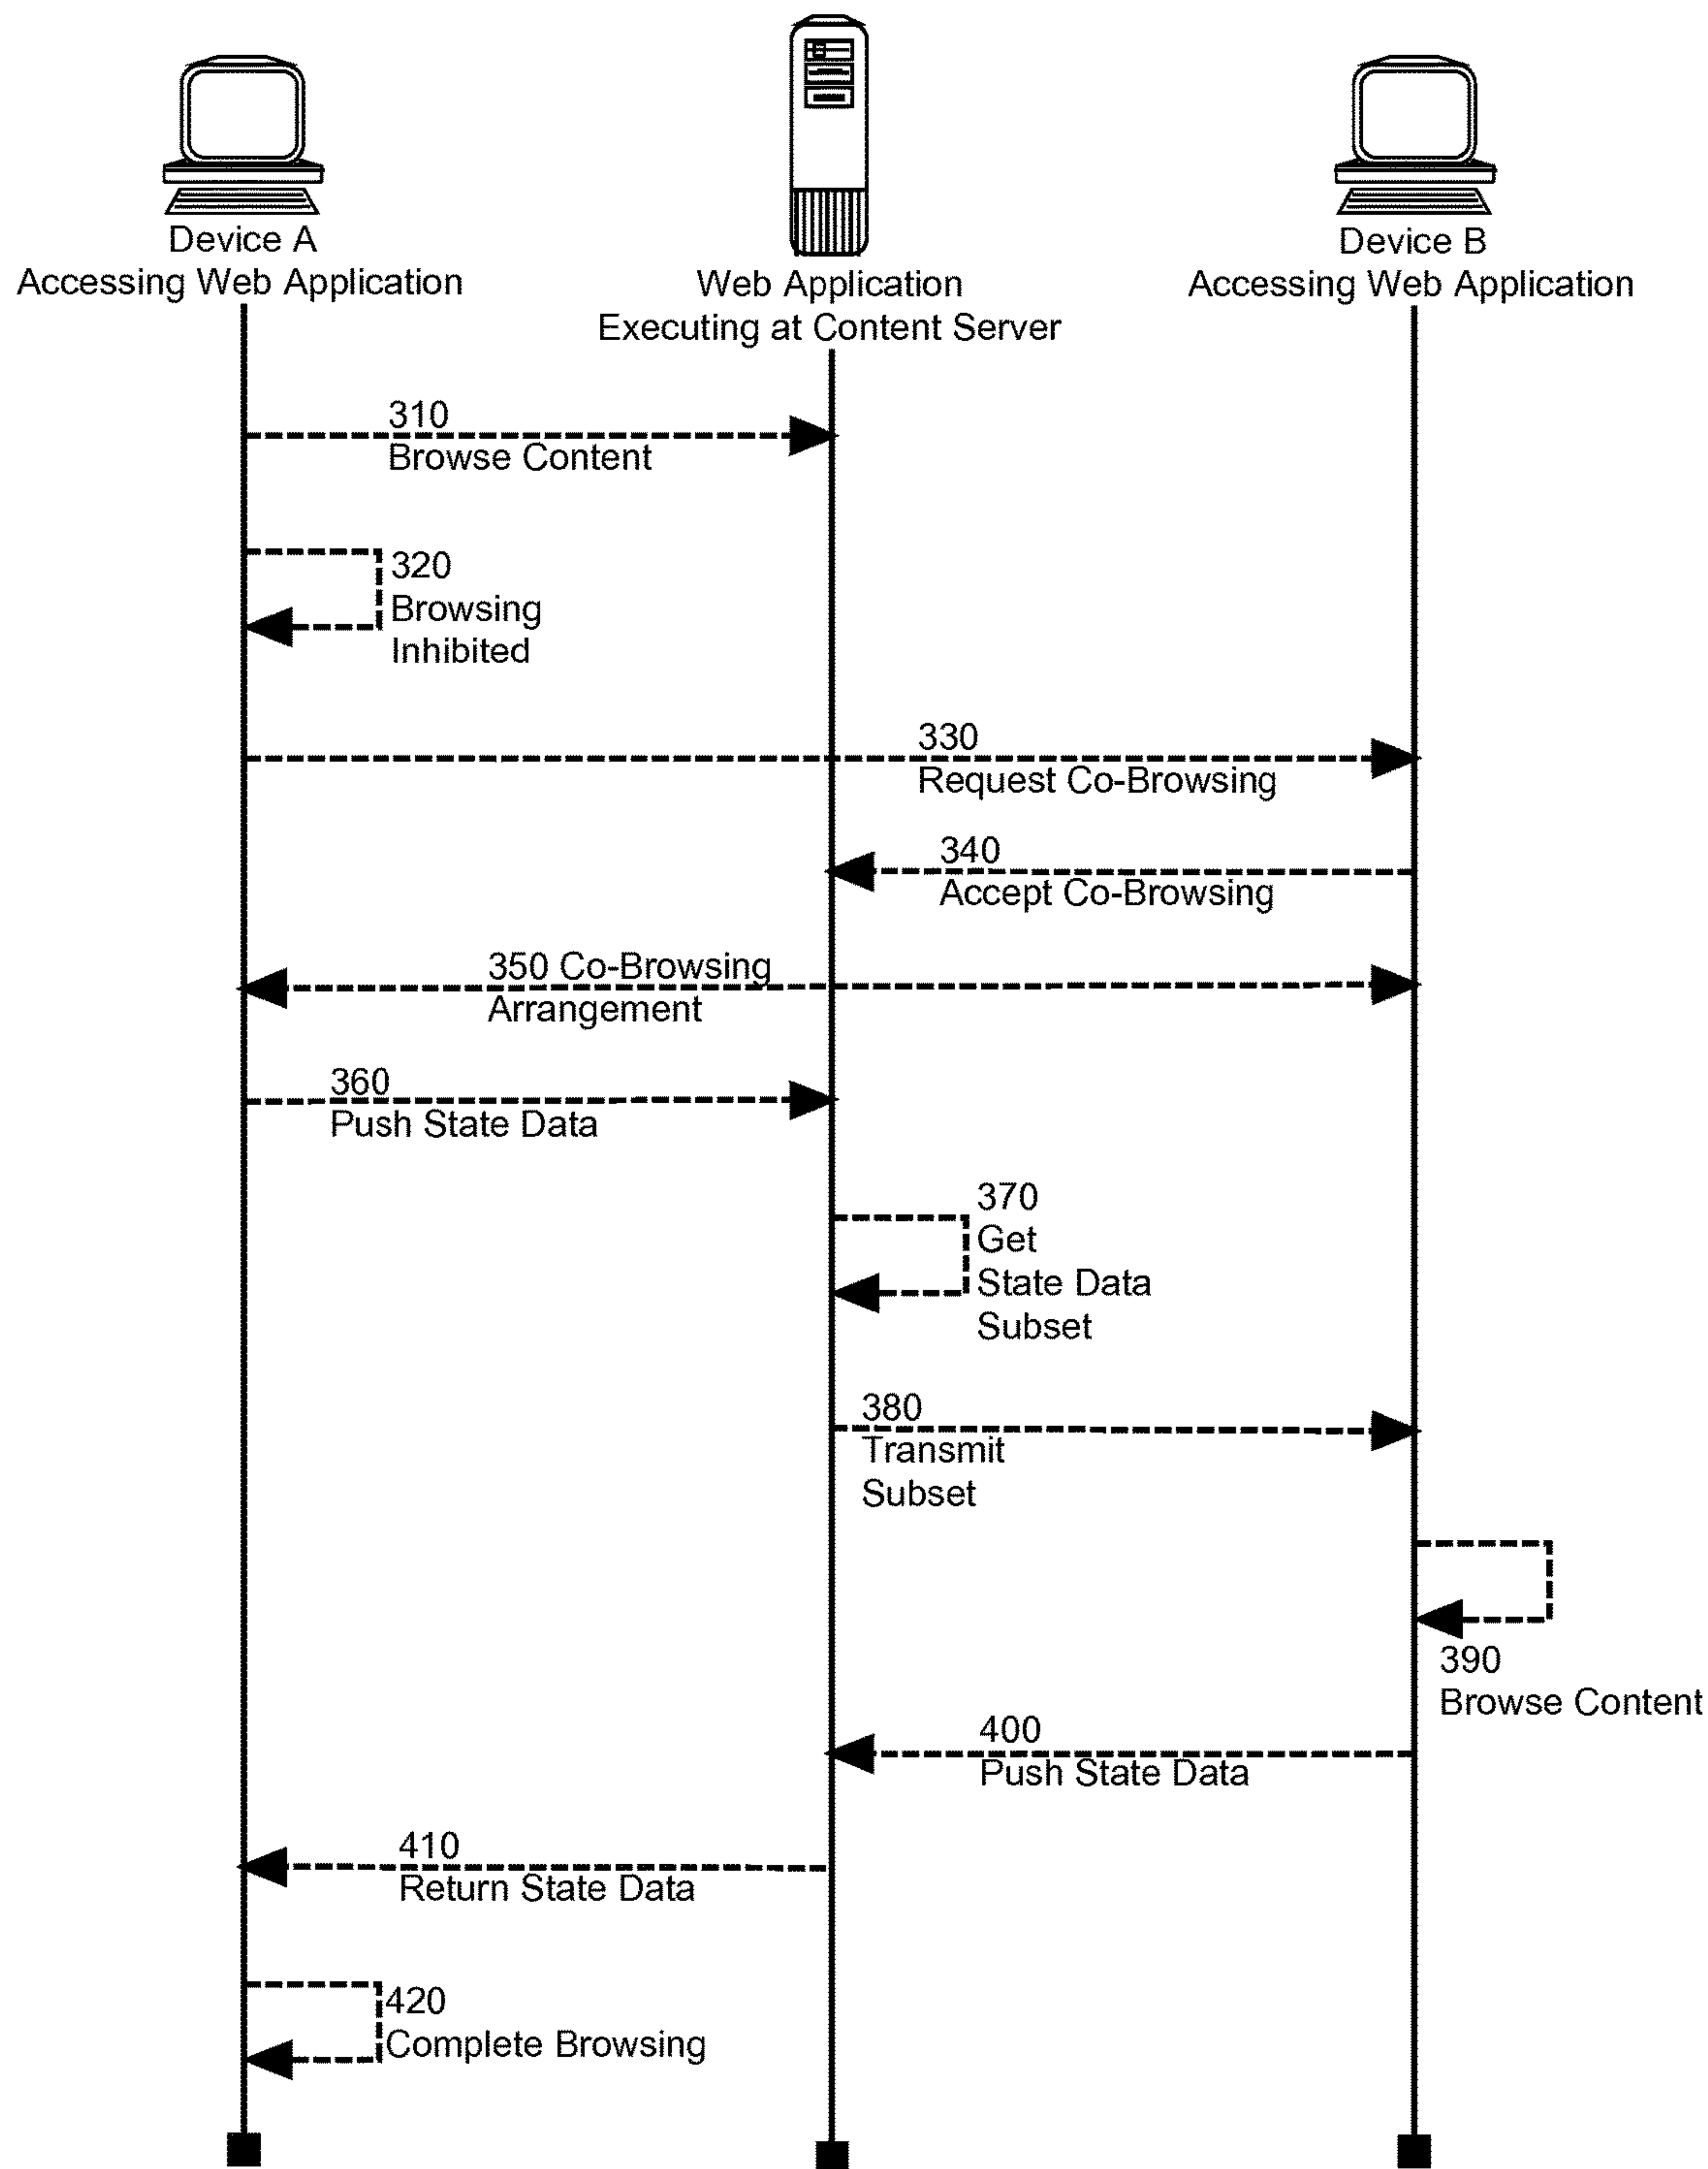 Device A
Accessing Web Application
Web Application
Executing at Content Server
Device B
Accessing Web Application
310
Browse Content
320
Browsing
Inhibited
330
Request Co-Browsing
340
Accept Co-Browsing
350 Co-Browsing
Arrangement
360
Push State Data
370
Get
State Data
Subset
380
Transmit
Subset
390
Browse Content
400
Push State Data
410
Return State Data
420
Complete Browsing